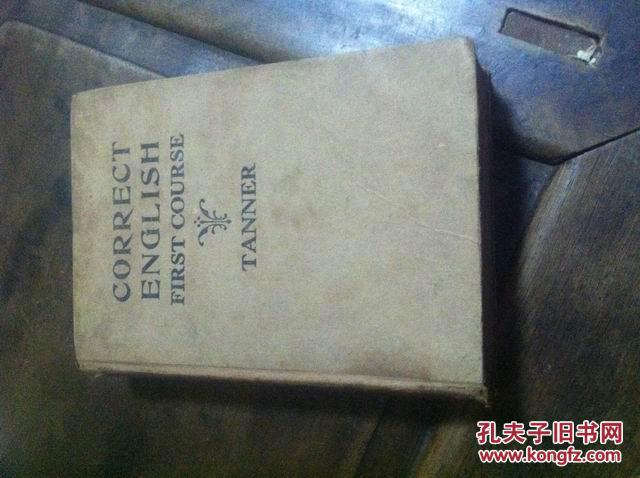 CORRECT
ENGLISH
FIRST COURSE
TANNER
孔夫子旧书网
www.kongfz.com